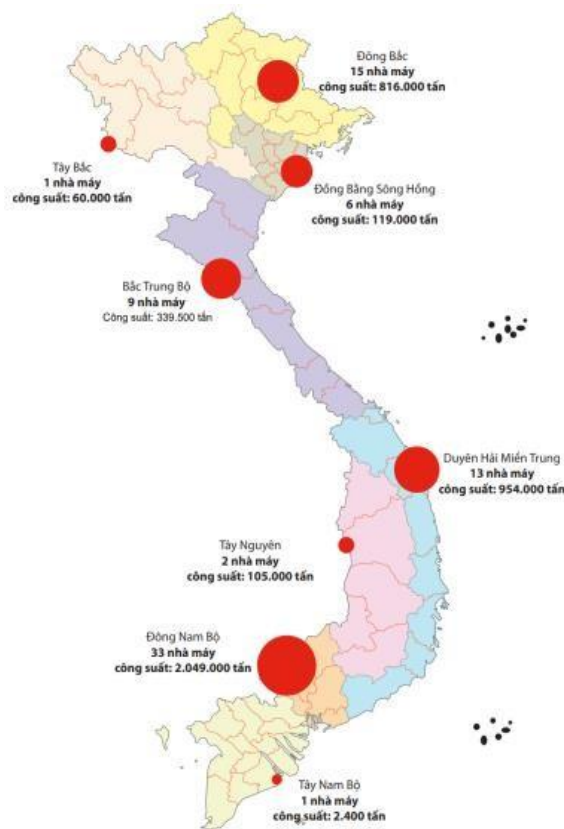 Đông Bắc
15 nhà máy
công suất: 816.000 tấn
Tây Bắc
1 nhà máy
công suất: 60.000 tấn
Đồng Bằng Sông Hồng
6 nhà máy
công suất: 119.000 tấn
Bắc Trung Bộ
9 nhà máy
Công suất: 339.500 tấn
Duyên Hải Miền Trung
13 nhà máy
công suất: 954.000 tấn
Tây Nguyên
2 nhà máy
công suất: 105.000 tấn
Đông Nam Bộ
33 nhà máy
công suất: 2.049.000 tấn
Tây Nam Bộ
1 nhà máy
công suất: 2.400 tấn